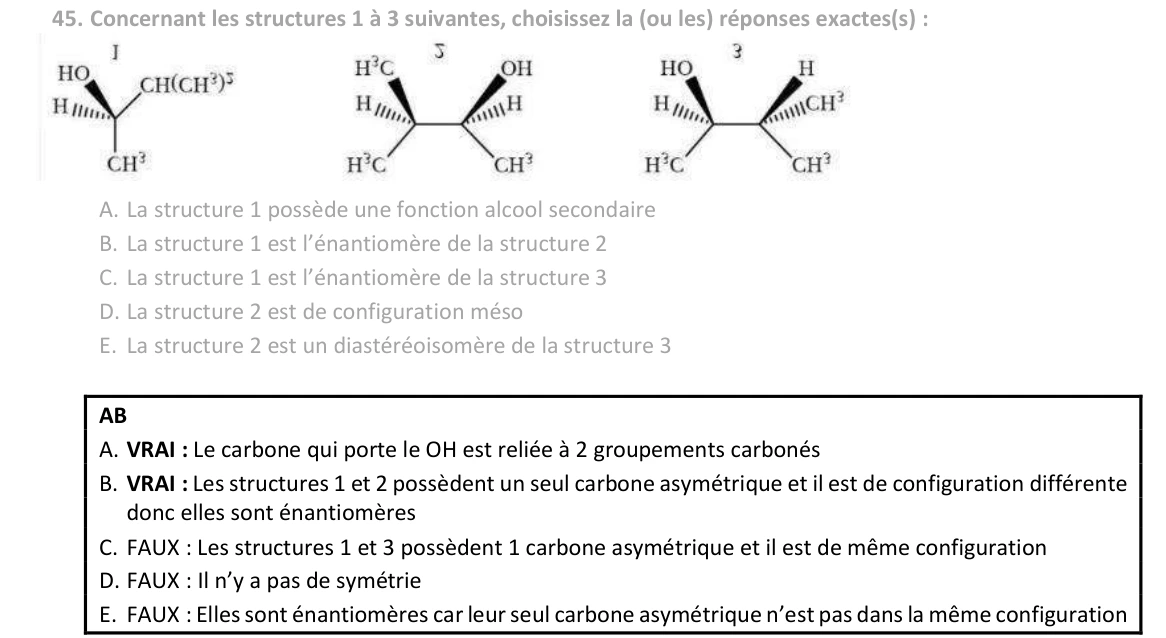 45. Concernant les structures 1 à 3 suivantes, choisissez la (ou les) réponses exactes(s) :
1 2 3
HO CH(CH3)2 H3C OH HO H
H H H H CH3
CH3 H3C CH3 H3C CH3
A. La structure 1 possède une fonction alcool secondaire
B. La structure 1 est l’énantiomère de la structure 2
C. La structure 1 est l’énantiomère de la structure 3
D. La structure 2 est de configuration méso
E. La structure 2 est un diastéréoisomère de la structure 3
AB
A. VRAI : Le carbone qui porte le OH est reliée à 2 groupements carbonés
B. VRAI : Les structures 1 et 2 possèdent un seul carbone asymétrique et il est de configuration différente
donc elles sont énantiomères
C. FAUX : Les structures 1 et 3 possèdent 1 carbone asymétrique et il est de même configuration
D. FAUX : Il n’y a pas de symétrie
E. FAUX : Elles sont énantiomères car leur seul carbone asymétrique n’est pas dans la même configuration